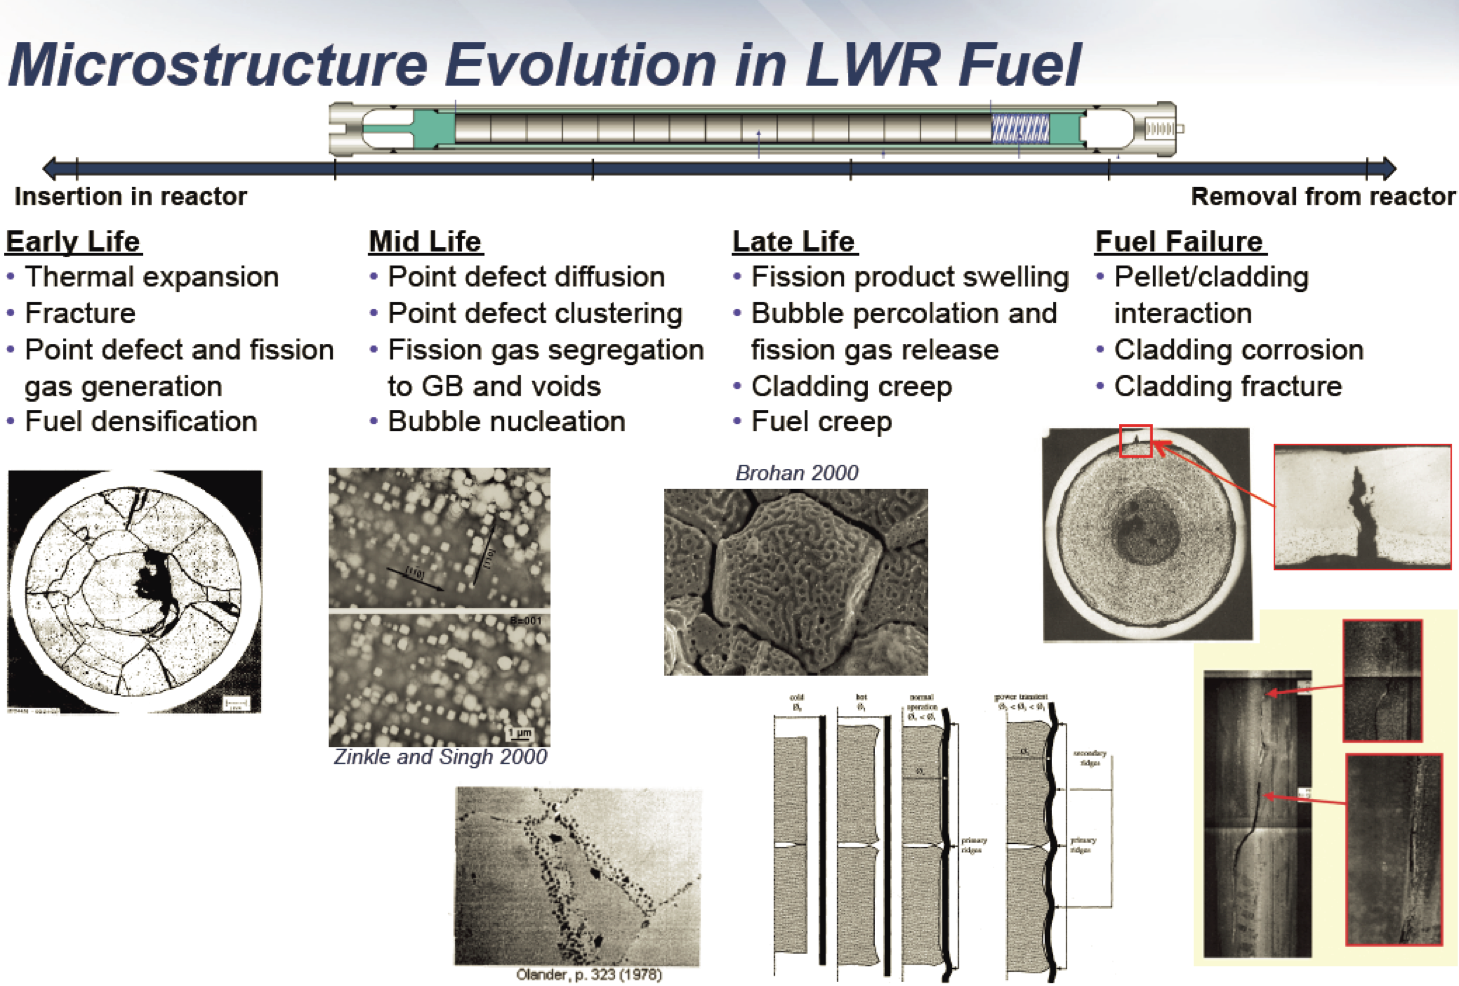 Microstructure Evolution in LWR Fuel
Insertion in reactor
Removal from reactor
Early Life
• Thermal expansion
• Fracture
• Point defect and fission
gas generation
• Fuel densification
Mid Life
• Point defect diffusion
• Point defect clustering
• Fission gas segregation
to GB and voids
• Bubble nucleation
Late Life
• Fission product swelling
• Bubble percolation and
fission gas release
• Cladding creep
• Fuel creep
Fuel Failure
• Pellet/cladding
interaction
• Cladding corrosion
• Cladding fracture
[110]
B=001
1 μm
Zinkle and Singh 2000
Olander, p. 323 (1978)
Brohan 2000
cold
hot
normal
operation
power transient
secondary
ridges
primary
ridges
primary
ridges